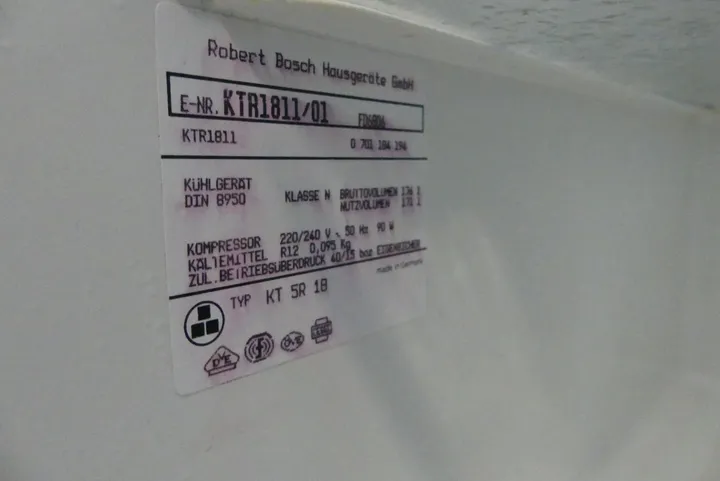 Robert Bosch Hausgeräte GmbH
E-NR. KTR1811/01 FD6806
KTR1811 0 701 184 194
KÜHLGERÄT
DIN 8950
KLASSE N BRUTTOVOLUMEN
NUTZVOLUMEN
KOMPRESSOR 220/240 V ~ 50 Hz 90 W
KÄLTEMITTEL R12 0,095 Kg
ZUL.BETRIEBSÜBERDRUCK 40/15 bar
made in Germany
TYP KT 5R 18